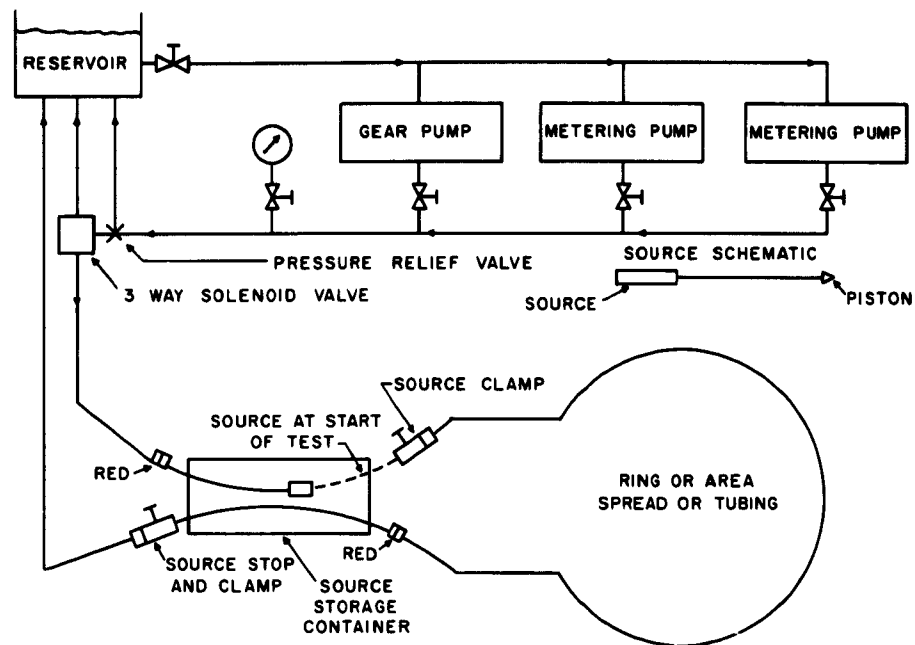 RESERVOIR
GEAR PUMP
METERING PUMP
METERING PUMP
PRESSURE RELIEF VALVE
3 WAY SOLENOID VALVE
SOURCE SCHEMATIC
SOURCE
PISTON
SOURCE CLAMP
SOURCE AT START
OF TEST
RED
RING OR AREA
SPREAD OR TUBING
RED
SOURCE STOP
AND CLAMP
SOURCE
STORAGE
CONTAINER